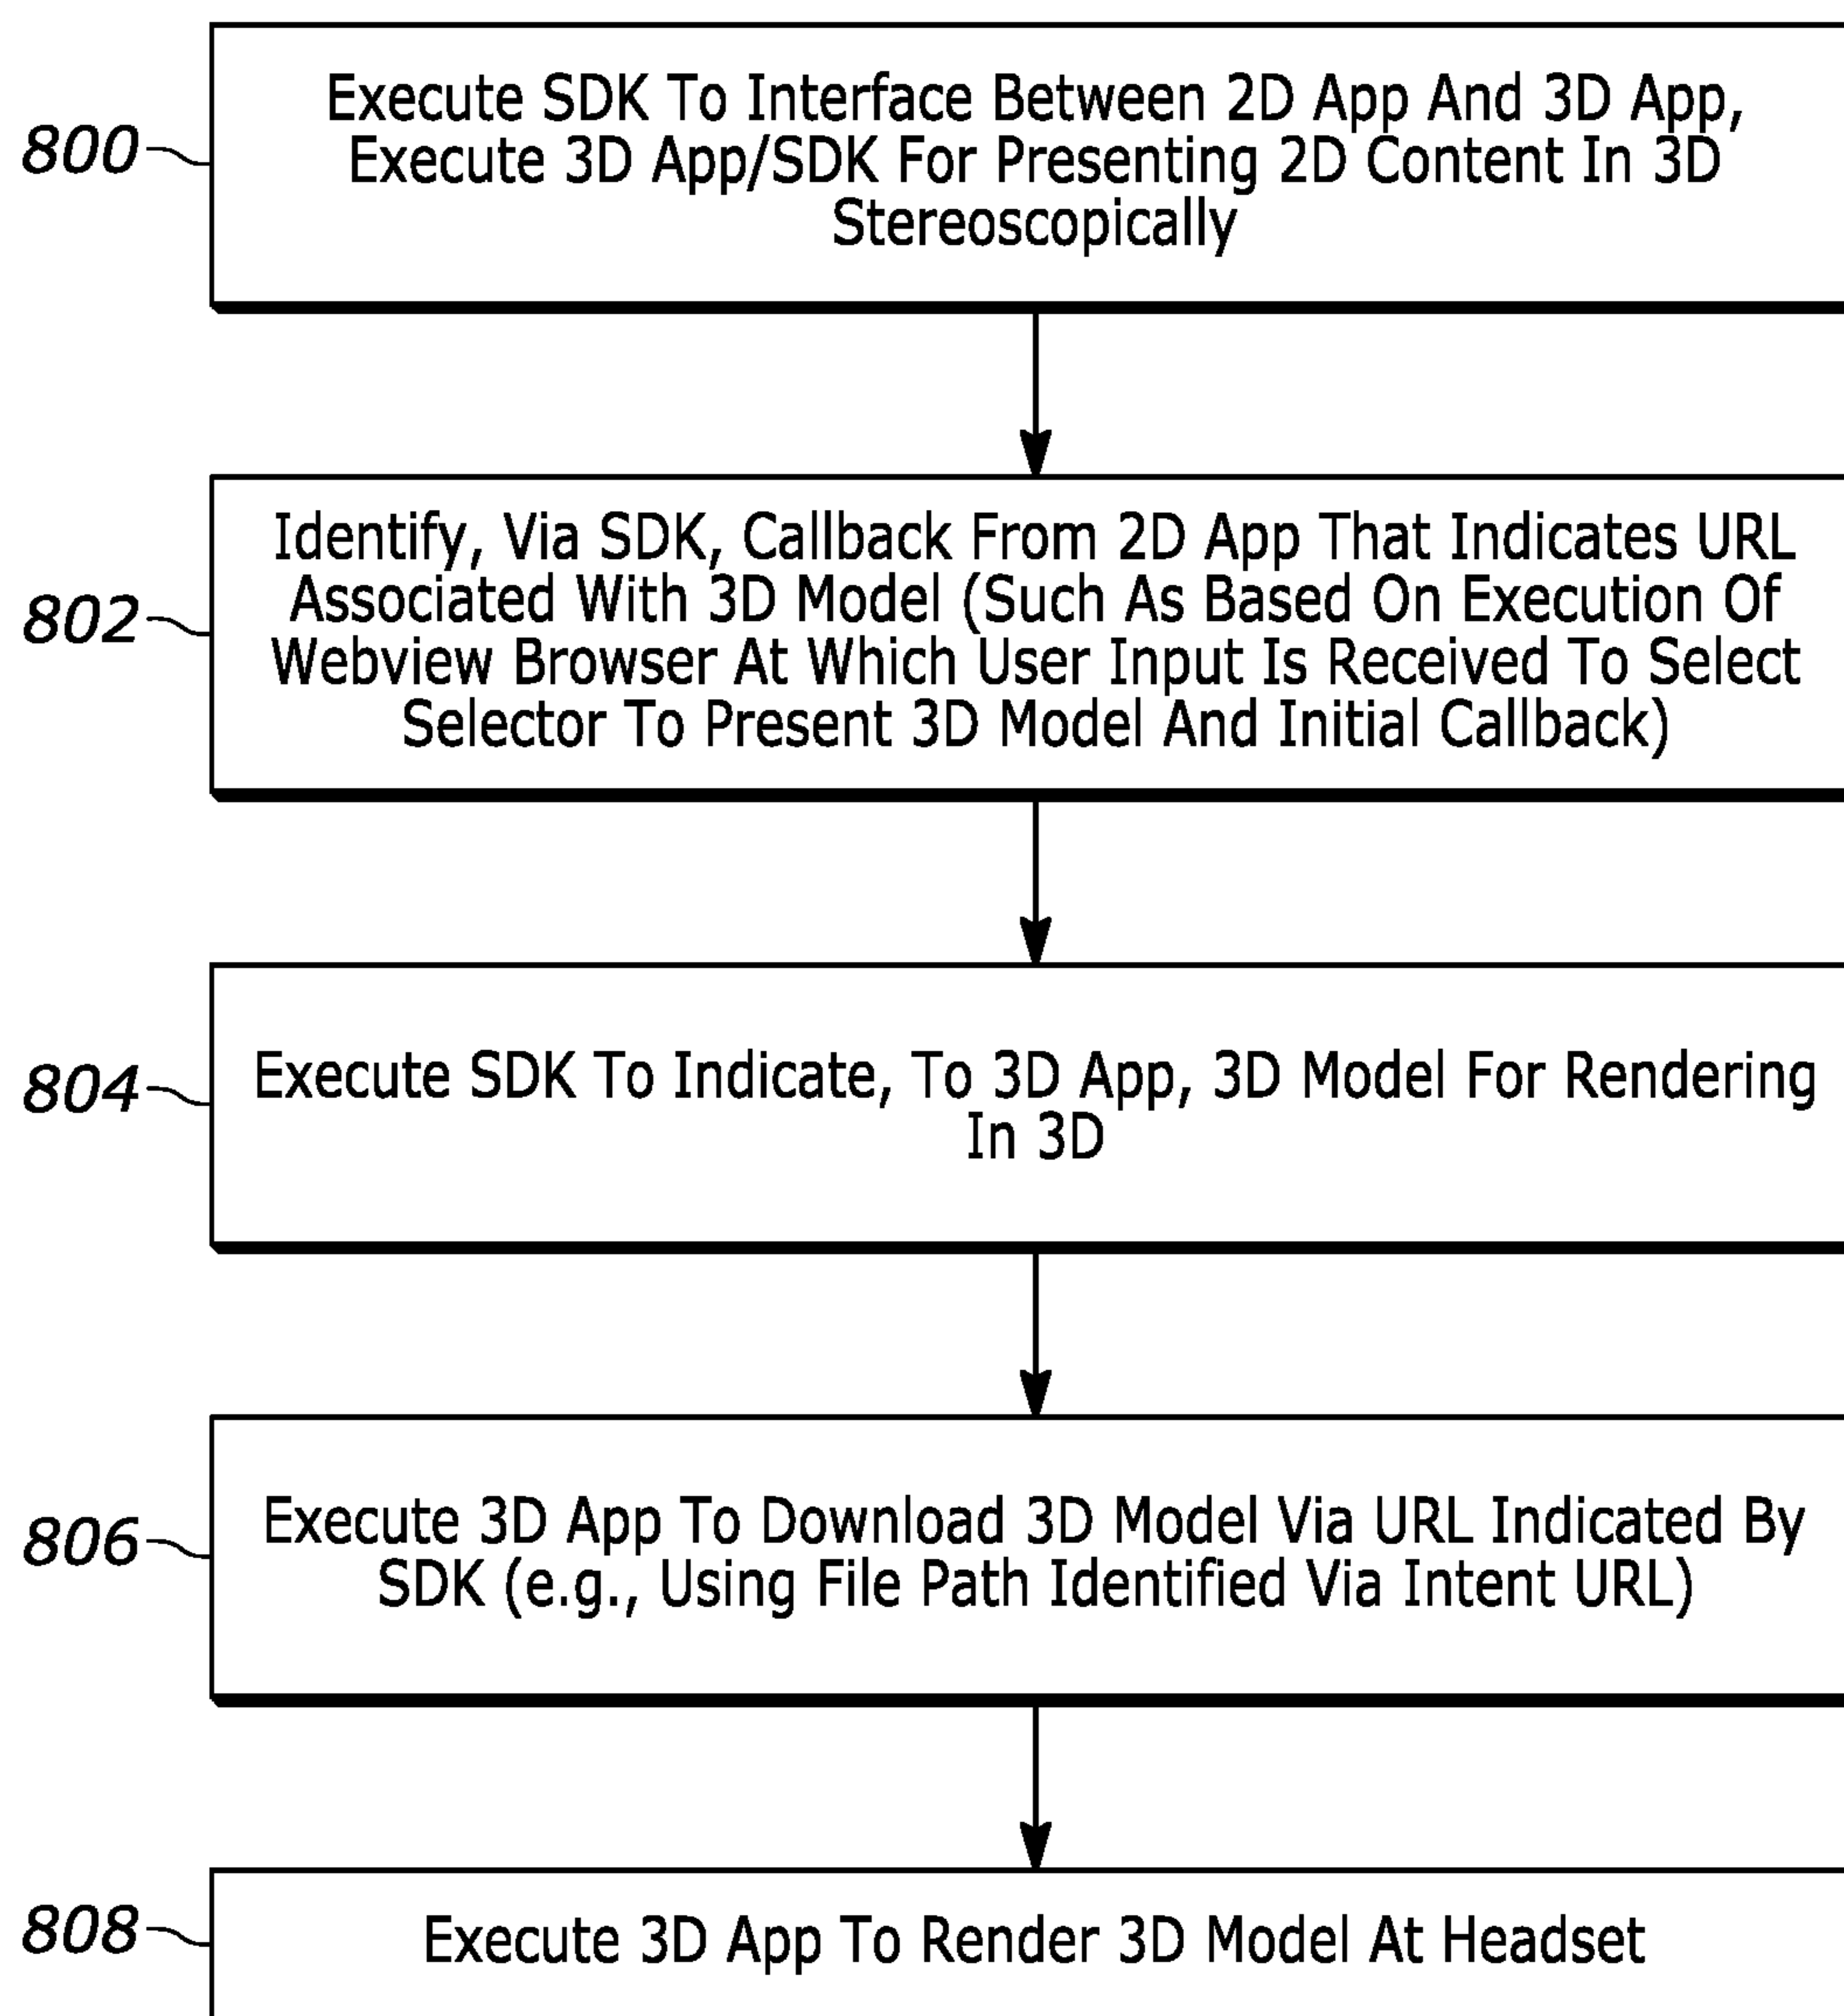 800
Execute SDK To Interface Between 2D App And 3D App,
Execute 3D App/SDK For Presenting 2D Content In 3D
Stereoscopically
802
Identify, Via SDK, Callback From 2D App That Indicates URL
Associated With 3D Model (Such As Based On Execution Of
Webview Browser At Which User Input Is Received To Select
Selector To Present 3D Model And Initial Callback)
804
Execute SDK To Indicate, To 3D App, 3D Model For Rendering
In 3D
806
Execute 3D App To Download 3D Model Via URL Indicated By
SDK (e.g., Using File Path Identified Via Intent URL)
808
Execute 3D App To Render 3D Model At Headset